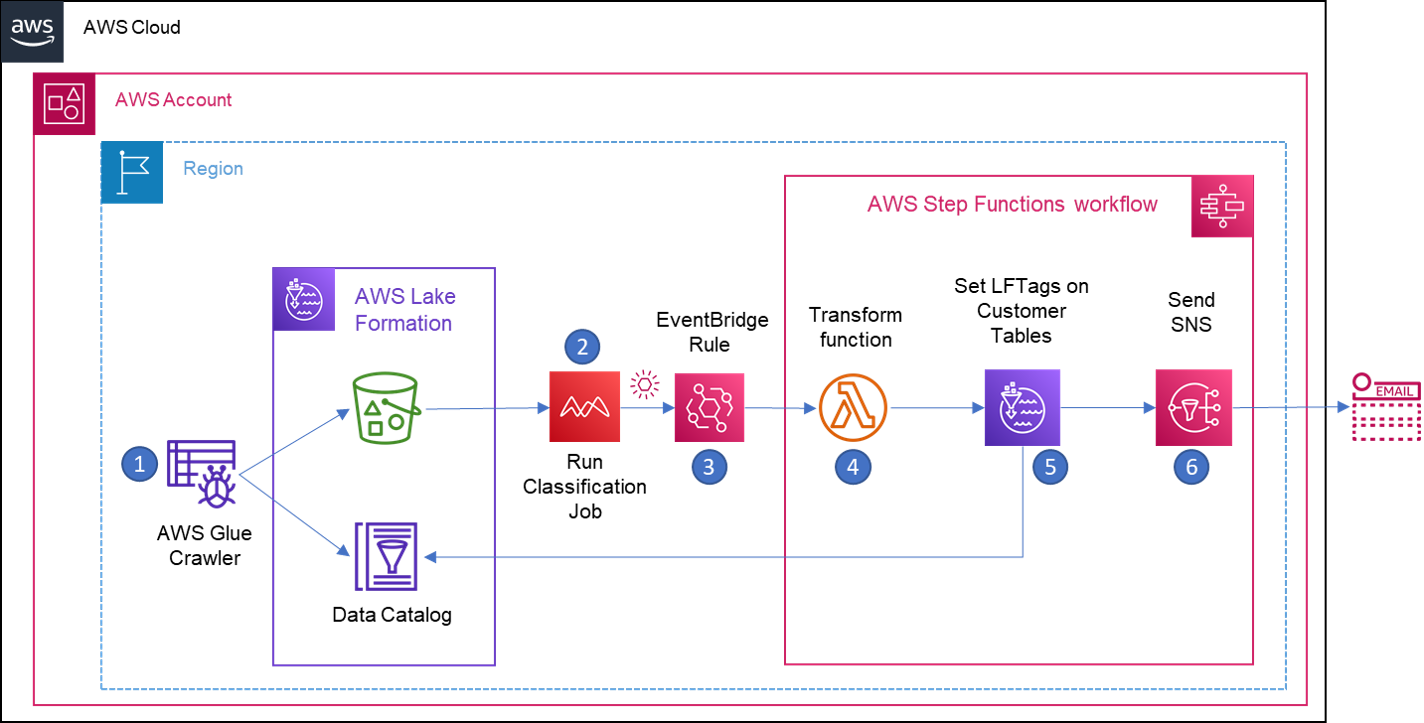 aws
AWS Cloud
AWS Account
Region
AWS Step Functions workflow
AWS Lake
Formation
1
AWS Glue
Crawler
Data Catalog
2
Run
Classification
Job
EventBridge
Rule
3
Transform
function
4
Set LFTags on
Customer
Tables
5
Send
SNS
6
EMAIL